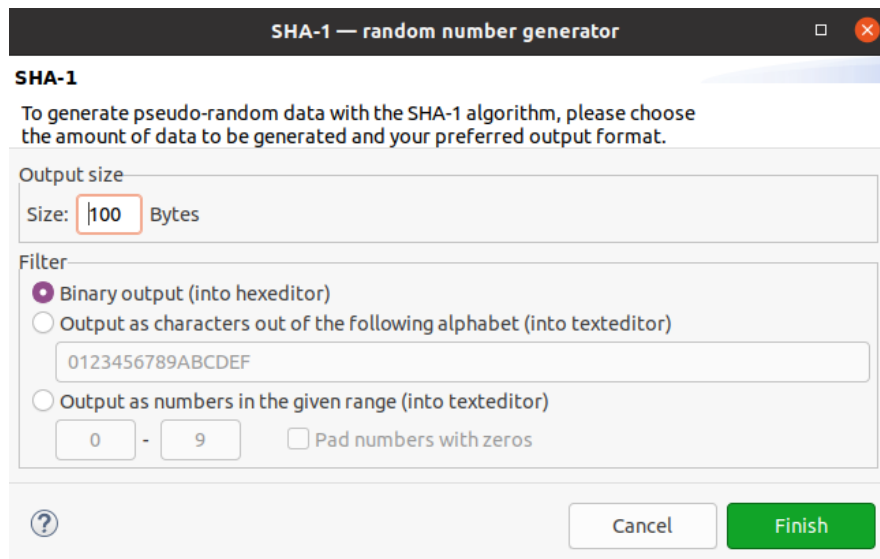 SHA-1 — random number generator
SHA-1
To generate pseudo-random data with the SHA-1 algorithm, please choose
the amount of data to be generated and your preferred output format.
Output size
Size: 100 Bytes
Filter
Binary output (into hexeditor)
Output as characters out of the following alphabet (into texteditor)
0123456789ABCDEF
Output as numbers in the given range (into texteditor)
0 - 9 Pad numbers with zeros
? Cancel Finish